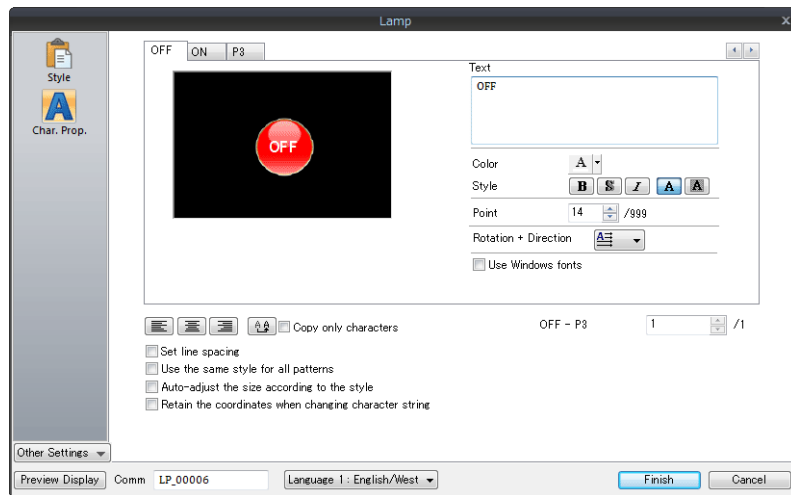 Lamp
x
Style
Char. Prop.
OFF
ON
P3
OFF
Text
OFF
Color
A
Style
B S I A A
Point
14
/999
Rotation + Direction
A
Use Windows fonts
Copy only characters
OFF - P3
1
/1
Set line spacing
Use the same style for all patterns
Auto-adjust the size according to the style
Retain the coordinates when changing character string
Other Settings
Preview Display
Comm
LP_00006
Language 1 : English/West
Finish
Cancel